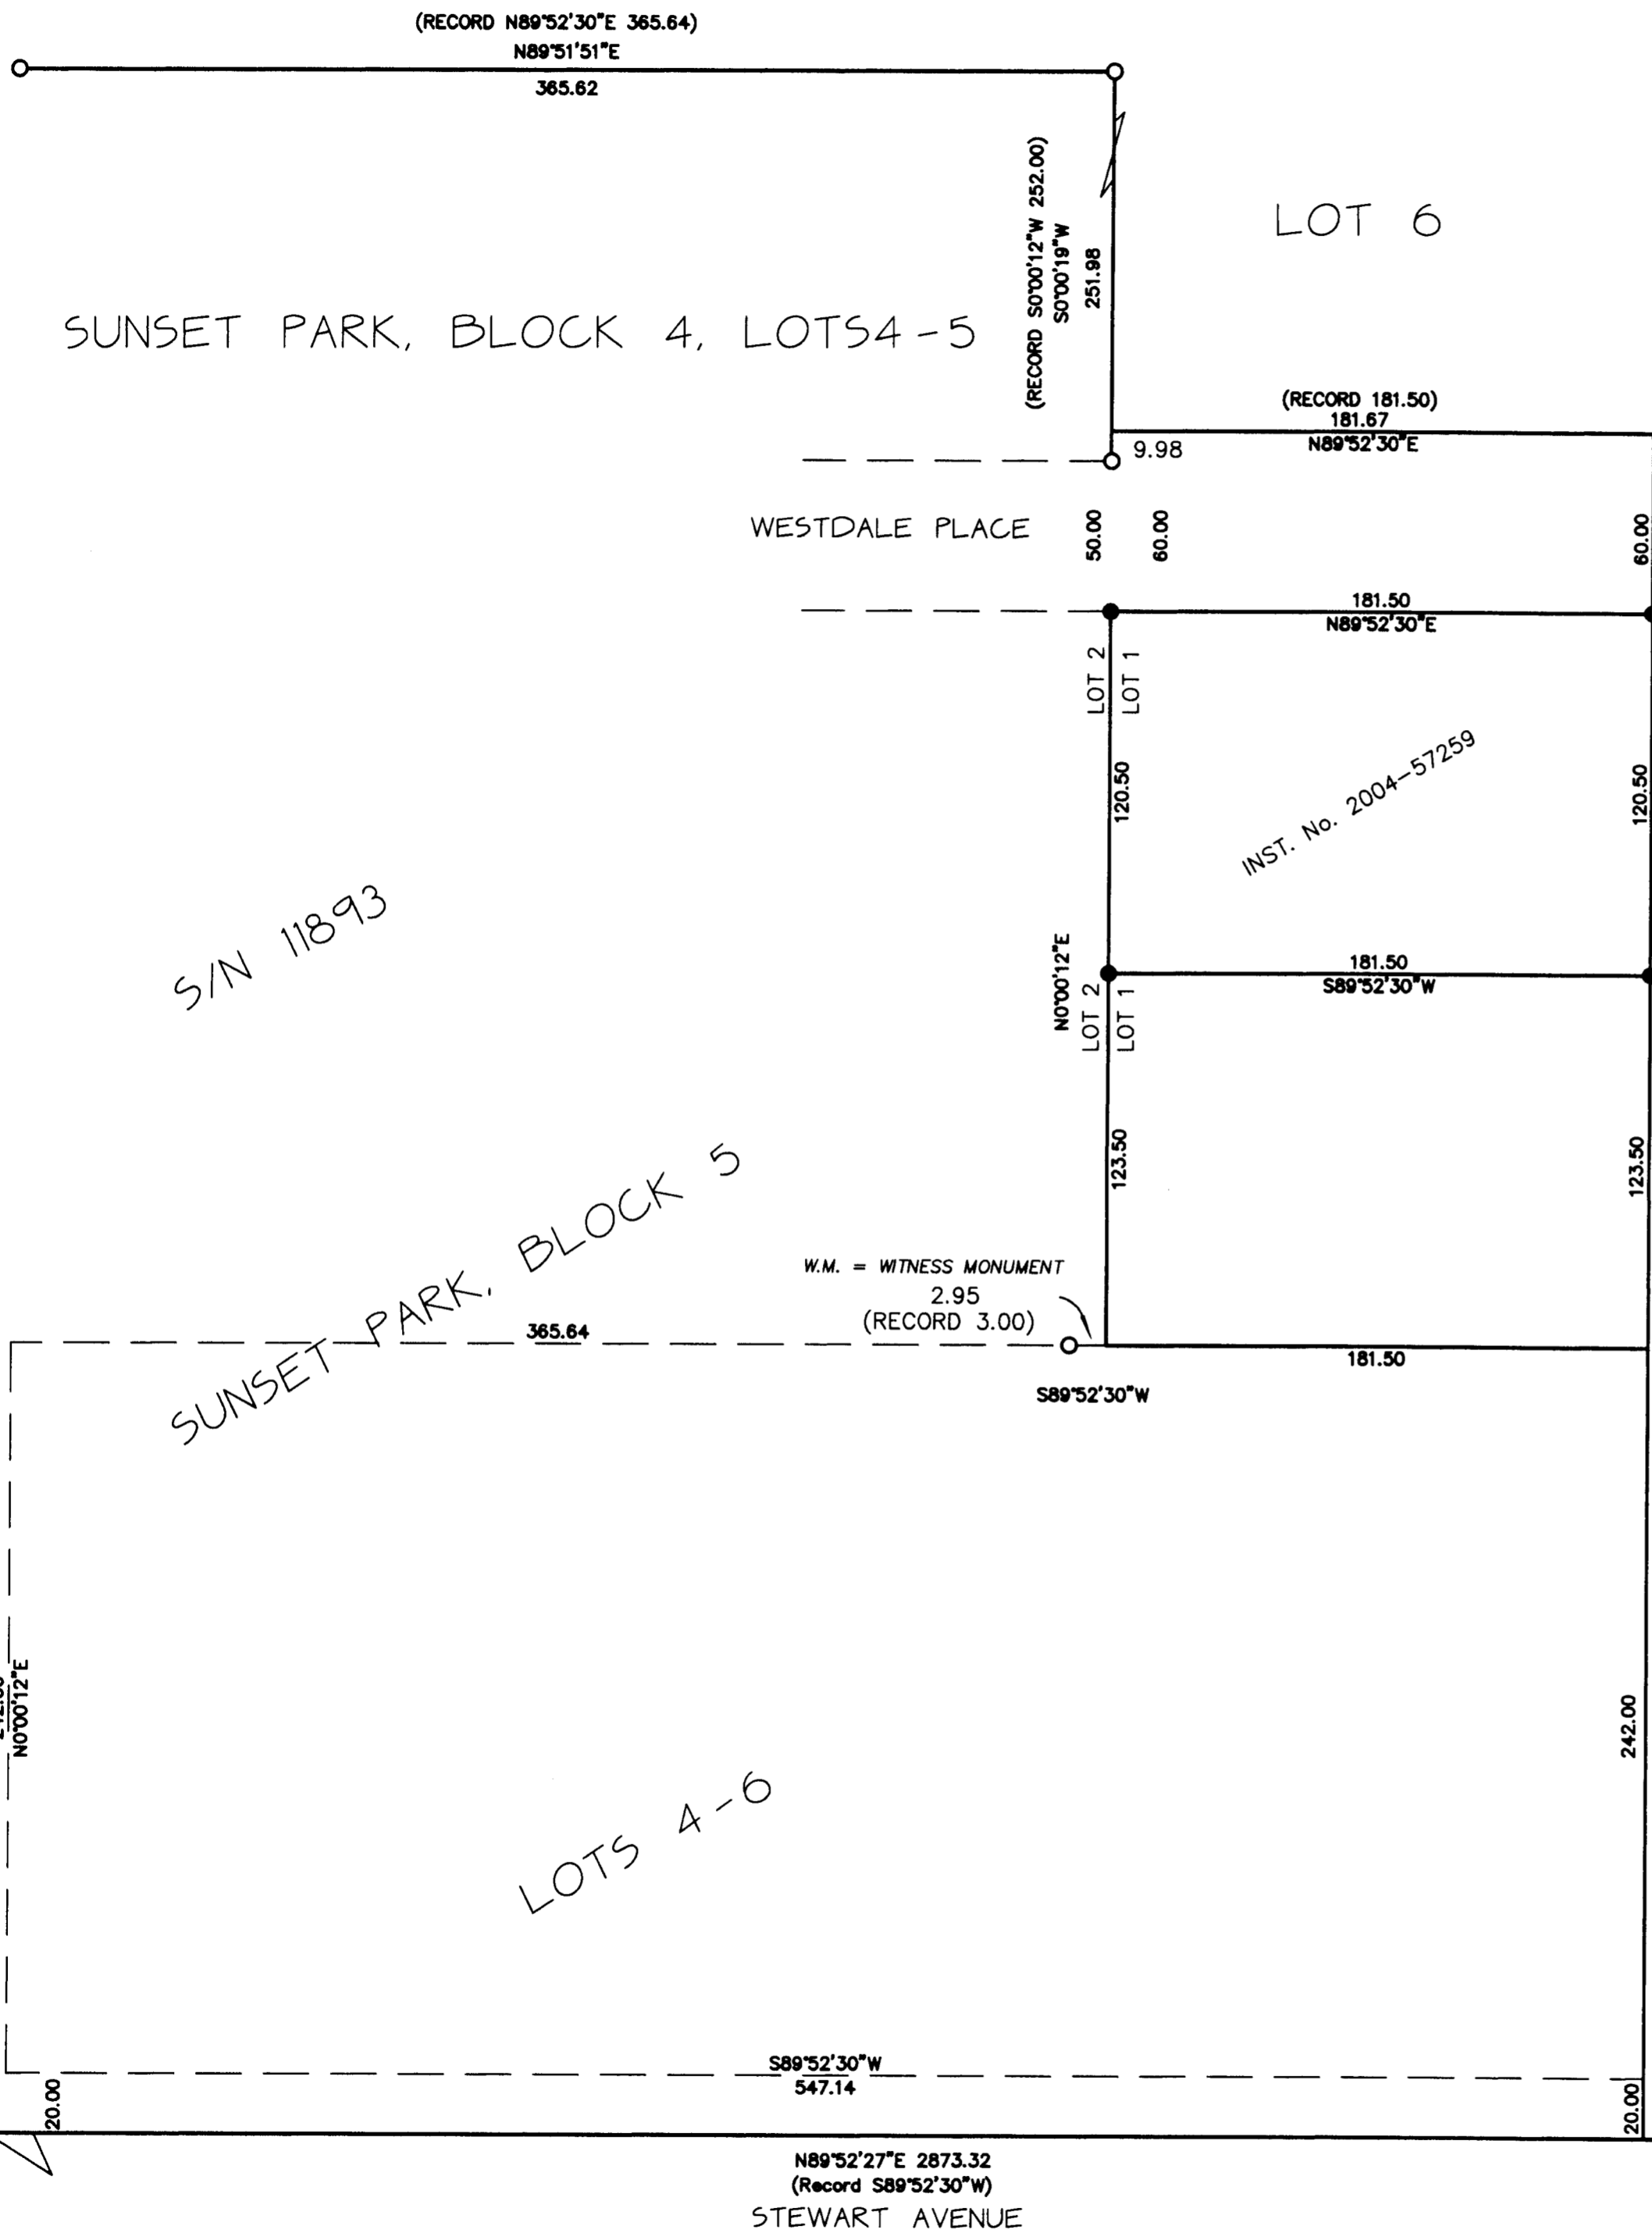 (RECORD N89°52'30"E 365.64)
N89°51'51"E
365.62
(RECORD S0°00'12"W 252.00)
S0°00'19"W
251.98
LOT 6
SUNSET PARK, BLOCK 4, LOTS4-5
(RECORD 181.50)
181.67
N89°52'30"E
9.98
WESTDALE PLACE
50.00
60.00
60.00
181.50
N89°52'30"E
LOT 2
LOT 1
120.50
INST. No. 2004-57259
120.50
S/N 11893
N0°00'12"E
181.50
S89°52'30"W
LOT 2
LOT 1
123.50
123.50
SUNSET PARK, BLOCK 5
W.M. = WITNESS MONUMENT
2.95
(RECORD 3.00)
365.64
181.50
S89°52'30"W
N0°00'12"E
242.00
LOTS 4-6
S89°52'30"W
547.14
20.00
20.00
N89°52'27"E 2873.32
(Record S89°52'30"W)
STEWART AVENUE